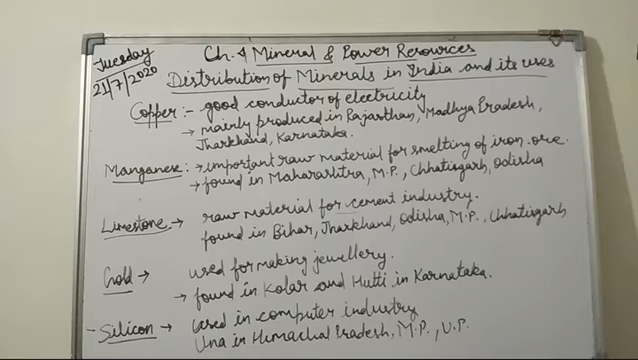 Tuesday
21/7/2020
Ch. 4 Mineral & Power Resources
Distribution of Minerals in India and its uses
Copper :- good conductor of electricity
→ mainly produced in Rajasthan, Madhya Pradesh,
Jharkhand, Karnataka.
Manganese : → important raw material for smelting of iron ore.
→ found in Maharashtra, M.P., Chhatisgarh, Odisha
Limestone → raw material for cement industry.
found in Bihar, Jharkhand, Odisha, M.P., Chhatisgarh
Gold → used for making jewellery.
→ found in Kolar and Hutti in Karnataka.
- Silicon → Used in computer industry
Una in Himachal Pradesh, M.P., U.P.